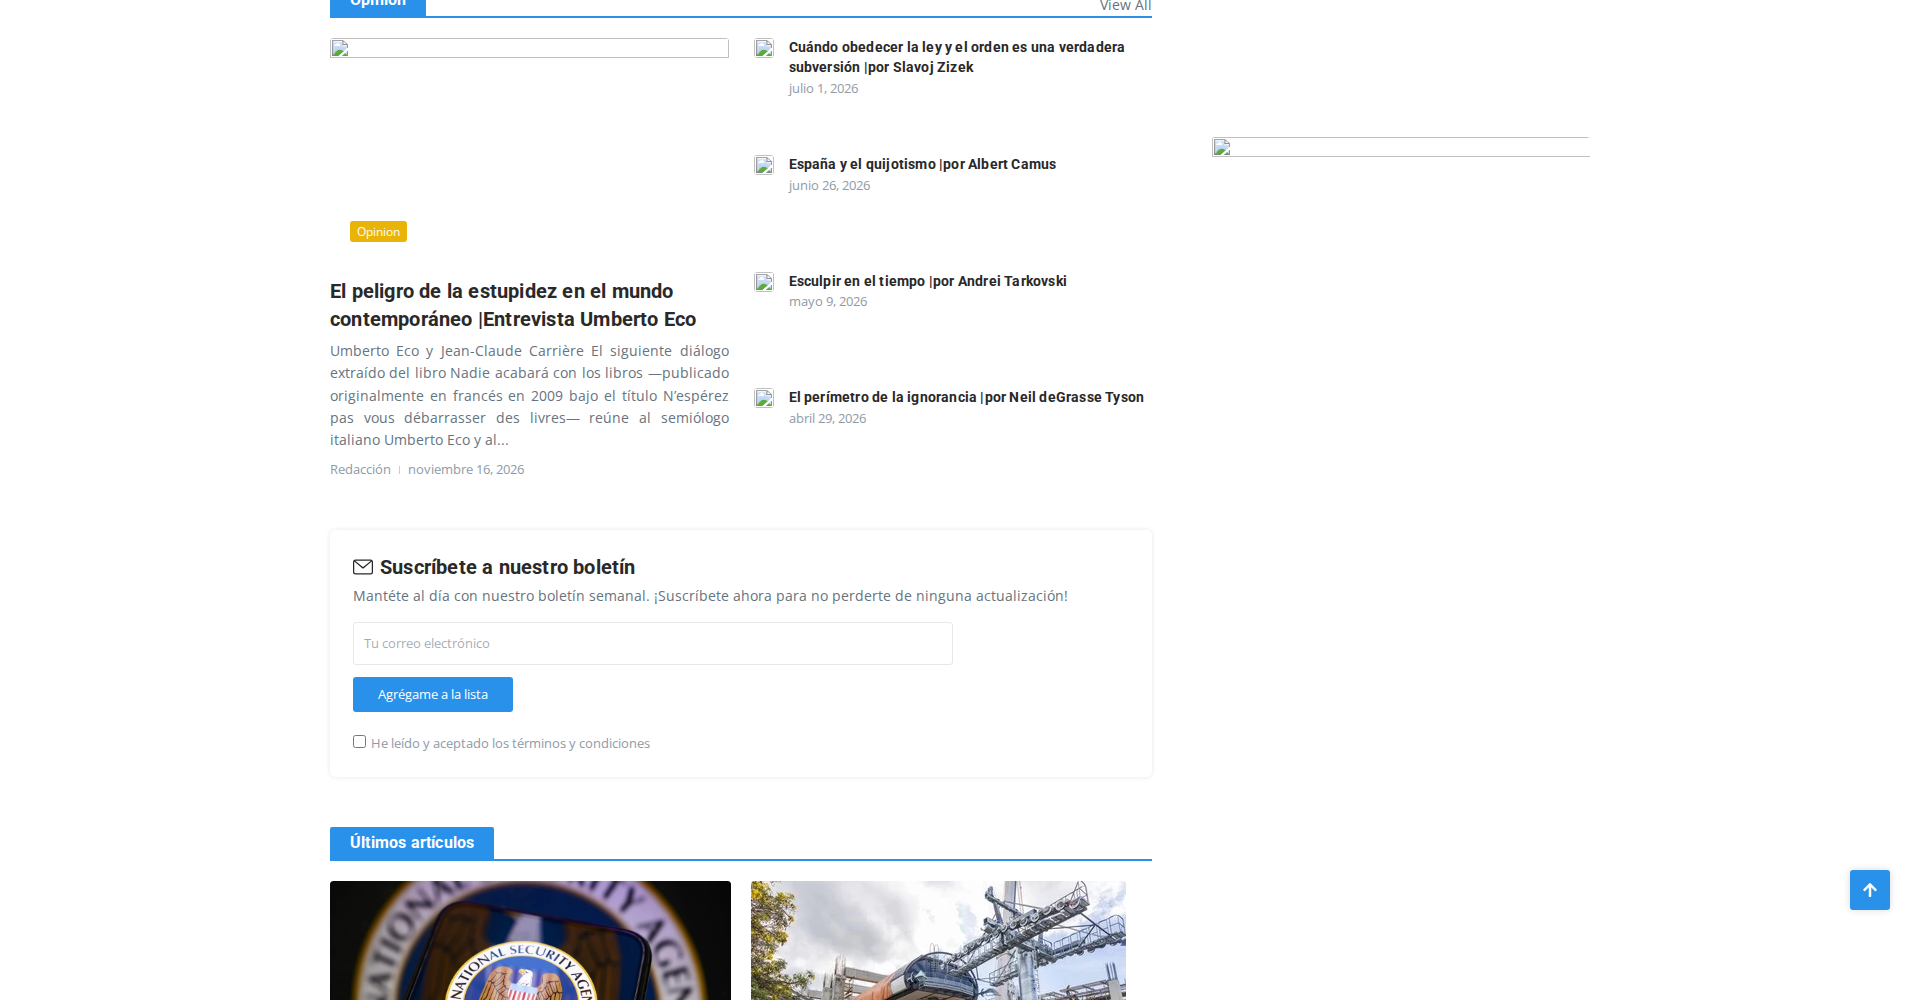 Opinion
View All
Opinion
El peligro de la estupidez en el mundo
contemporáneo |Entrevista Umberto Eco
Umberto Eco y Jean-Claude Carrière El siguiente diálogo
extraído del libro Nadie acabará con los libros —publicado
originalmente en francés en 2009 bajo el título N’espérez
pas vous débarrasser des livres— reúne al semiólogo
italiano Umberto Eco y al...
Redacción
noviembre 16, 2026
Cuándo obedecer la ley y el orden es una verdadera
subversión |por Slavoj Zizek
julio 1, 2026
España y el quijotismo |por Albert Camus
junio 26, 2026
Esculpir en el tiempo |por Andrei Tarkovski
mayo 9, 2026
El perímetro de la ignorancia |por Neil deGrasse Tyson
abril 29, 2026
Suscríbete a nuestro boletín
Mantéte al día con nuestro boletín semanal. ¡Suscríbete ahora para no perderte de ninguna actualización!
Tu correo electrónico
Agrégame a la lista
He leído y aceptado los términos y condiciones
Últimos artículos
NATIONAL SECURITY AGENCY
NATIONAL SECURITY AGEN